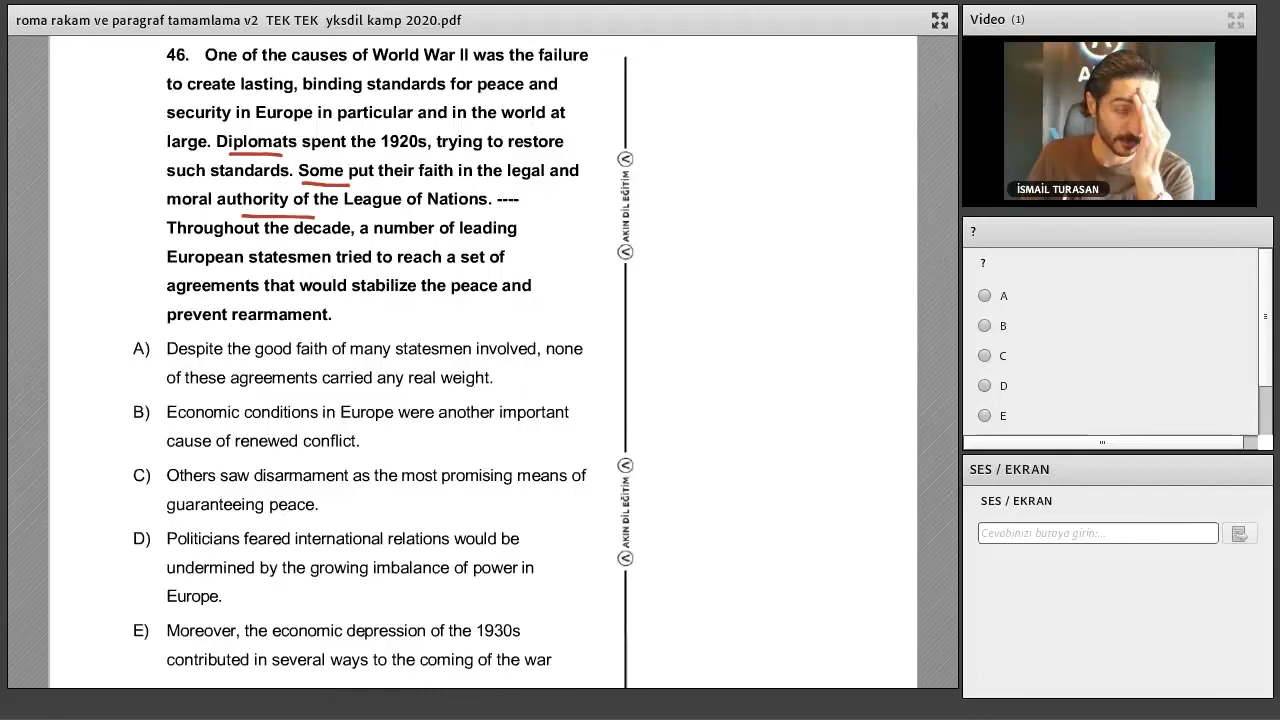 roma rakam ve paragraf tamamlama v2 TEK TEK yksdil kamp 2020.pdf
46. One of the causes of World War II was the failure
to create lasting, binding standards for peace and
security in Europe in particular and in the world at
large. Diplomats spent the 1920s, trying to restore
such standards. Some put their faith in the legal and
moral authority of the League of Nations. ----
Throughout the decade, a number of leading
European statesmen tried to reach a set of
agreements that would stabilize the peace and
prevent rearmament.
A) Despite the good faith of many statesmen involved, none
of these agreements carried any real weight.
B) Economic conditions in Europe were another important
cause of renewed conflict.
C) Others saw disarmament as the most promising means of
guaranteeing peace.
D) Politicians feared international relations would be
undermined by the growing imbalance of power in
Europe.
E) Moreover, the economic depression of the 1930s
contributed in several ways to the coming of the war
AKIN DİL EĞİTİM
AKIN DİL EĞİTİM
Video (1)
A
İSMAİL TURASAN
?
?
A
B
C
D
E
SES / EKRAN
SES / EKRAN
Cevabınızı buraya girin:...